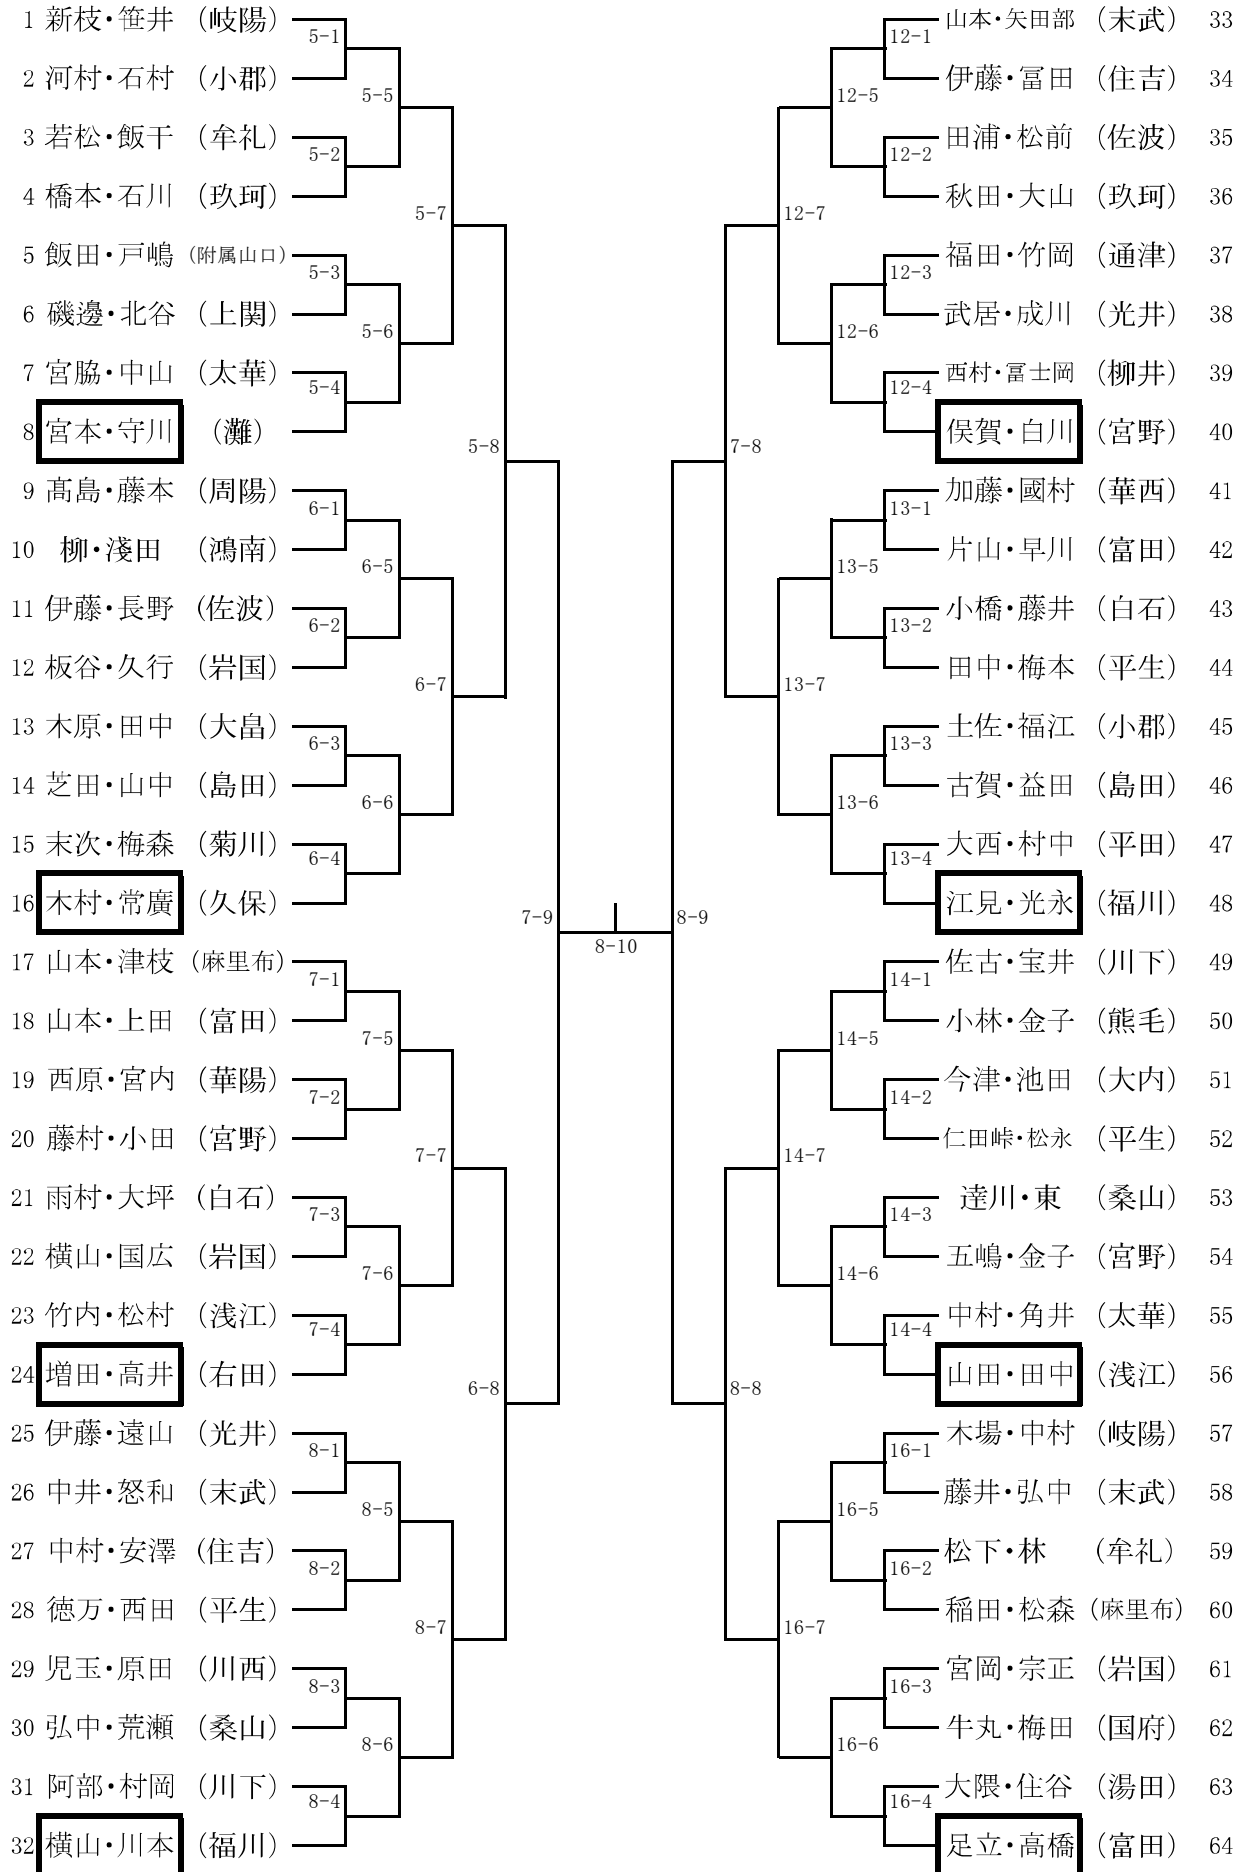 1 新枝・笹井 （岐陽）
5-1
2 河村・石村 （小郡）
5-5
3 若松・飯干 （牟礼）
5-2
4 橋本・石川 （玖珂）
5-7
5 飯田・戸嶋 （附属山口）
5-3
6 磯邊・北谷 （上関）
5-6
7 宮脇・中山 （太華）
5-4
8 宮本・守川 （灘）
5-8
9 髙島・藤本 （周陽）
6-1
10 柳・淺田 （鴻南）
6-5
11 伊藤・長野 （佐波）
6-2
12 板谷・久行 （岩国）
6-7
13 木原・田中 （大畠）
6-3
14 芝田・山中 （島田）
6-6
15 末次・梅森 （菊川）
6-4
16 木村・常廣 （久保）
7-9
17 山本・津枝 （麻里布）
7-1
18 山本・上田 （富田）
7-5
19 西原・宮内 （華陽）
7-2
20 藤村・小田 （宮野）
7-7
21 雨村・大坪 （白石）
7-3
22 横山・国広 （岩国）
7-6
23 竹内・松村 （浅江）
7-4
24 増田・高井 （右田）
6-8
25 伊藤・遠山 （光井）
8-1
26 中井・怒和 （末武）
8-5
27 中村・安澤 （住吉）
8-2
28 徳万・西田 （平生）
8-7
29 児玉・原田 （川西）
8-3
30 弘中・荒瀬 （桑山）
8-6
31 阿部・村岡 （川下）
8-4
32 横山・川本 （福川）
8-10
山本・矢田部 （末武） 33
12-1
伊藤・冨田 （住吉） 34
12-5
田浦・松前 （佐波） 35
12-2
秋田・大山 （玖珂） 36
12-7
福田・竹岡 （通津） 37
12-3
武居・成川 （光井） 38
12-6
西村・冨士岡 （柳井） 39
12-4
俣賀・白川 （宮野） 40
7-8
加藤・國村 （華西） 41
13-1
片山・早川 （富田） 42
13-5
小橋・藤井 （白石） 43
13-2
田中・梅本 （平生） 44
13-7
土佐・福江 （小郡） 45
13-3
古賀・益田 （島田） 46
13-6
大西・村中 （平田） 47
13-4
江見・光永 （福川） 48
8-9
佐古・宝井 （川下） 49
14-1
小林・金子 （熊毛） 50
14-5
今津・池田 （大内） 51
14-2
仁田峠・松永 （平生） 52
14-7
逹川・東 （桑山） 53
14-3
五嶋・金子 （宮野） 54
14-6
中村・角井 （太華） 55
14-4
山田・田中 （浅江） 56
8-8
木場・中村 （岐陽） 57
16-1
藤井・弘中 （末武） 58
16-5
松下・林 （牟礼） 59
16-2
稲田・松森 （麻里布） 60
16-7
宮岡・宗正 （岩国） 61
16-3
牛丸・梅田 （国府） 62
16-6
大隈・住谷 （湯田） 63
16-4
足立・高橋 （富田） 64